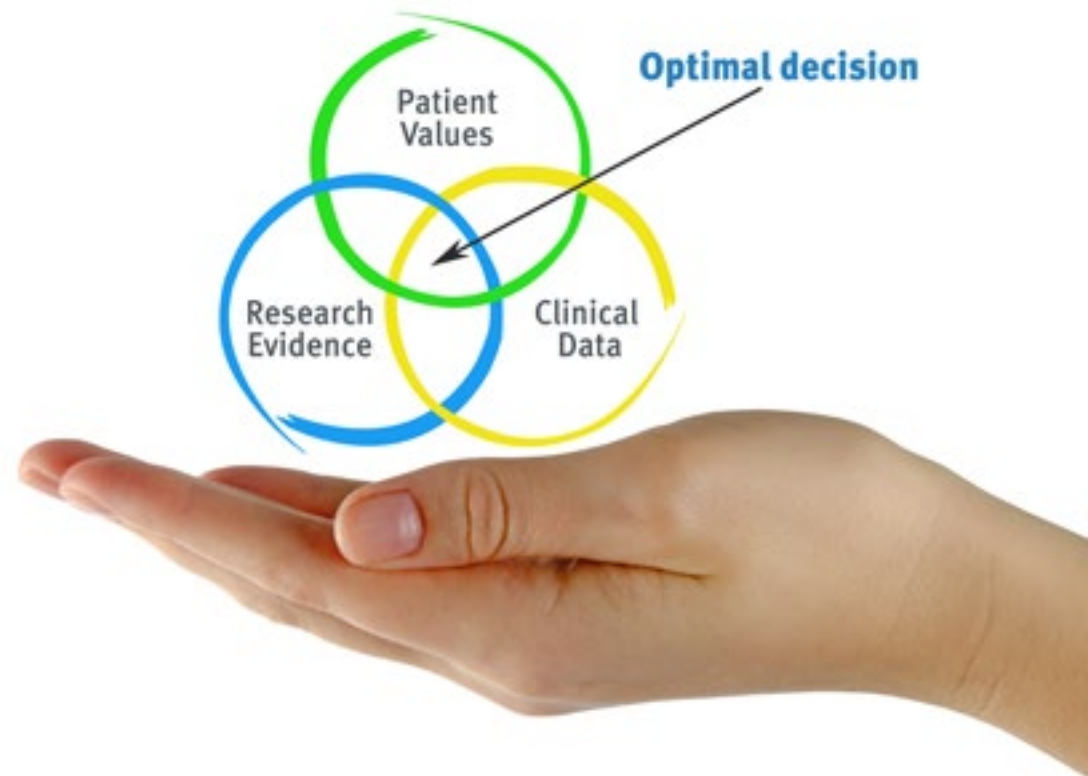 Optimal decision
Patient
Values
Research
Evidence
Clinical
Data